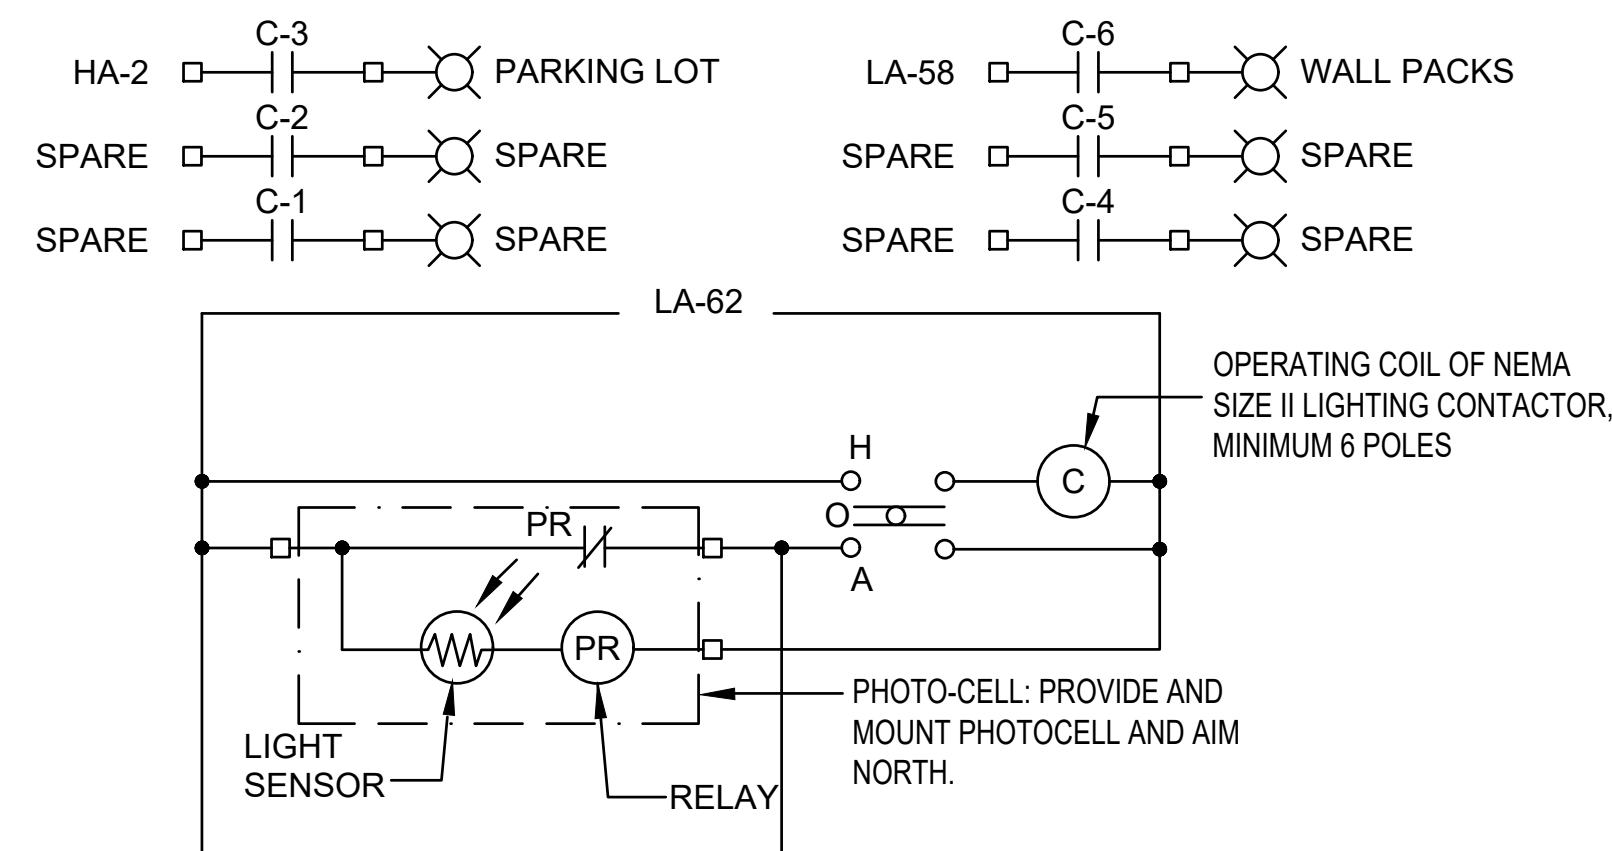 C-3
HA-2 PARKING LOT
C-2
SPARE SPARE
C-1
SPARE SPARE
C-6
LA-58 WALL PACKS
C-5
SPARE SPARE
C-4
SPARE SPARE
LA-62
OPERATING COIL OF NEMA
SIZE II LIGHTING CONTACTOR,
MINIMUM 6 POLES
H
C
O
PR
A
PR
PHOTO-CELL: PROVIDE AND
MOUNT PHOTOCELL AND AIM
NORTH.
LIGHT
SENSOR
RELAY